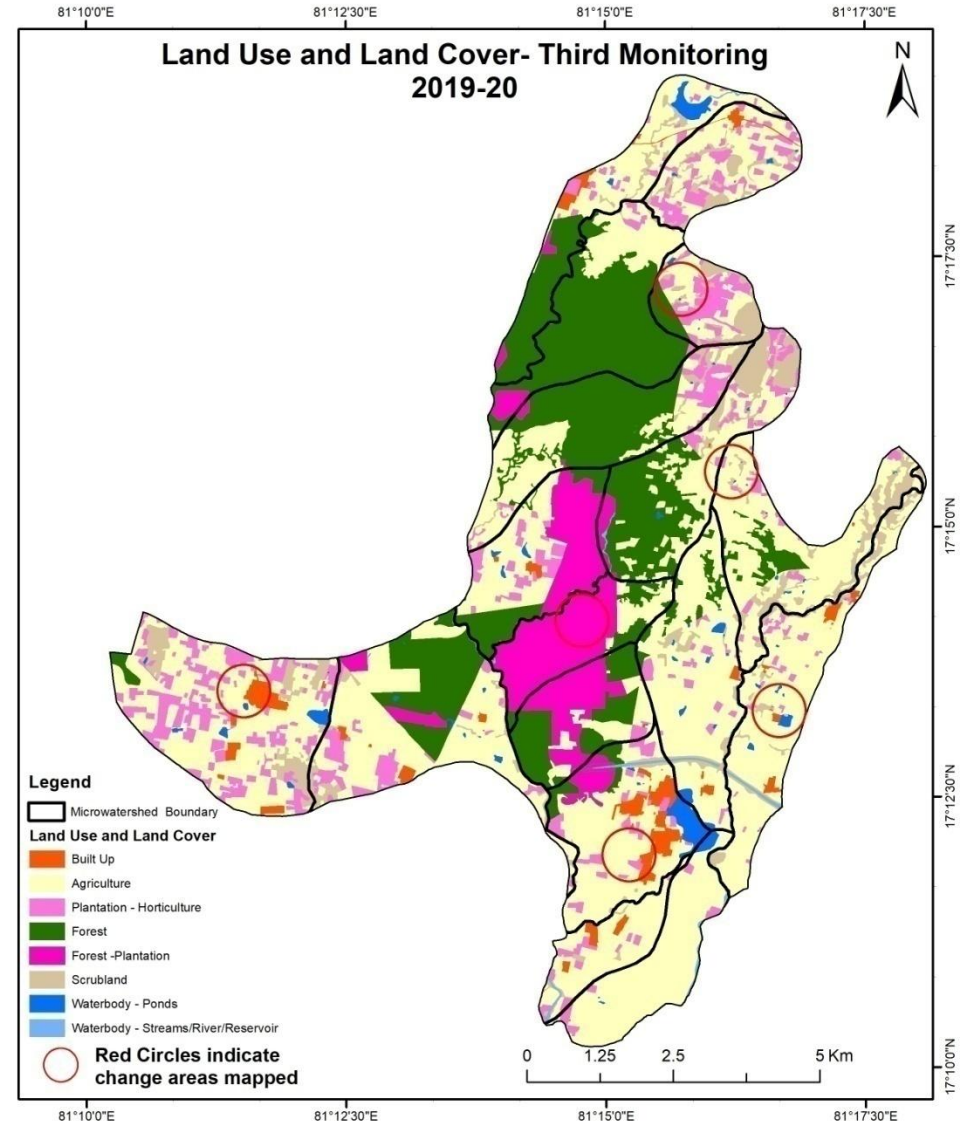 81°10'0"E 81°12'30"E 81°15'0"E 81°17'30"E
Land Use and Land Cover- Third Monitoring
2019-20
N
17°17'30"N
17°15'0"N
17°12'30"N
17°10'0"N
Legend
Microwatershed Boundary
Land Use and Land Cover
Built Up
Agriculture
Plantation - Horticulture
Forest
Forest -Plantation
Scrubland
Waterbody - Ponds
Waterbody - Streams/River/Reservoir
Red Circles indicate
change areas mapped
0 1.25 2.5 5 Km
81°10'0"E 81°12'30"E 81°15'0"E 81°17'30"E